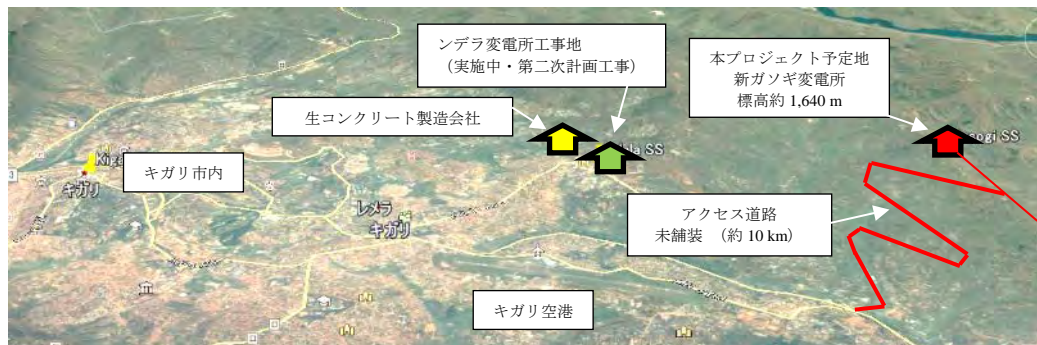 ンデラ変電所工事地
（実施中・第二次計画工事）
本プロジェクト予定地
新ガソギ変電所
標高約 1,640 m
生コンクリート製造会社
キガリ市内
キガリ
レメラ
キガリ
アクセス道路
未舗装 （約 10 km）
キガリ空港